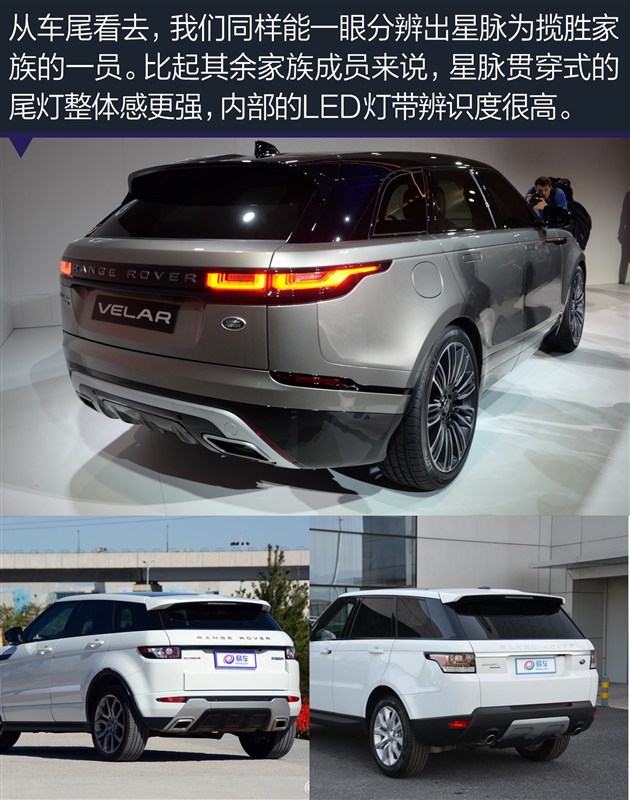 从车尾看去，我们同样能一眼分辨出星脉为揽胜家
族的一员。比起其余家族成员来说，星脉贯穿式的
尾灯整体感更强，内部的LED灯带辨识度很高。
RANGE ROVER
VELAR
RANGE ROVER
易车
RANGE ROVER
易车